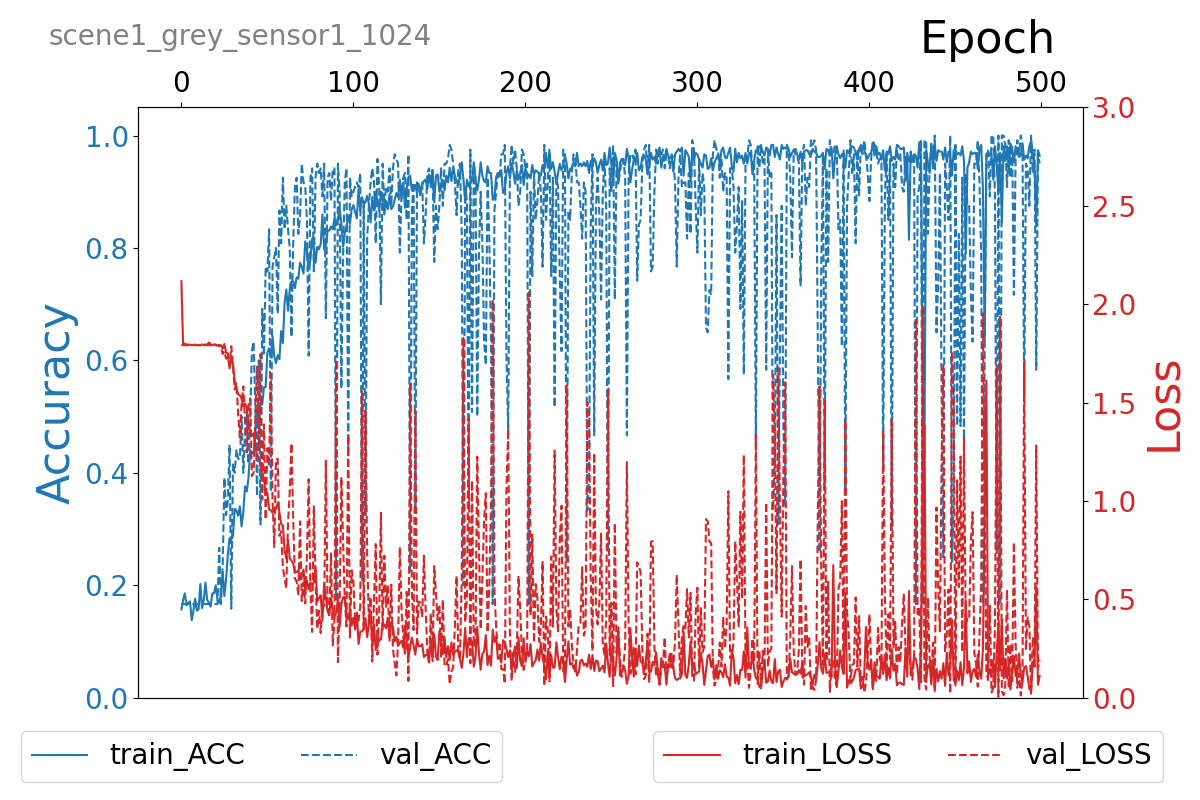 scene1_grey_sensor1_1024
Epoch
0 100 200 300 400 500
1.0
0.8
0.6
0.4
0.2
0.0
Accuracy
3.0
2.5
2.0
1.5
1.0
0.5
0.0
Loss
train_ACC val_ACC
train_LOSS val_LOSS